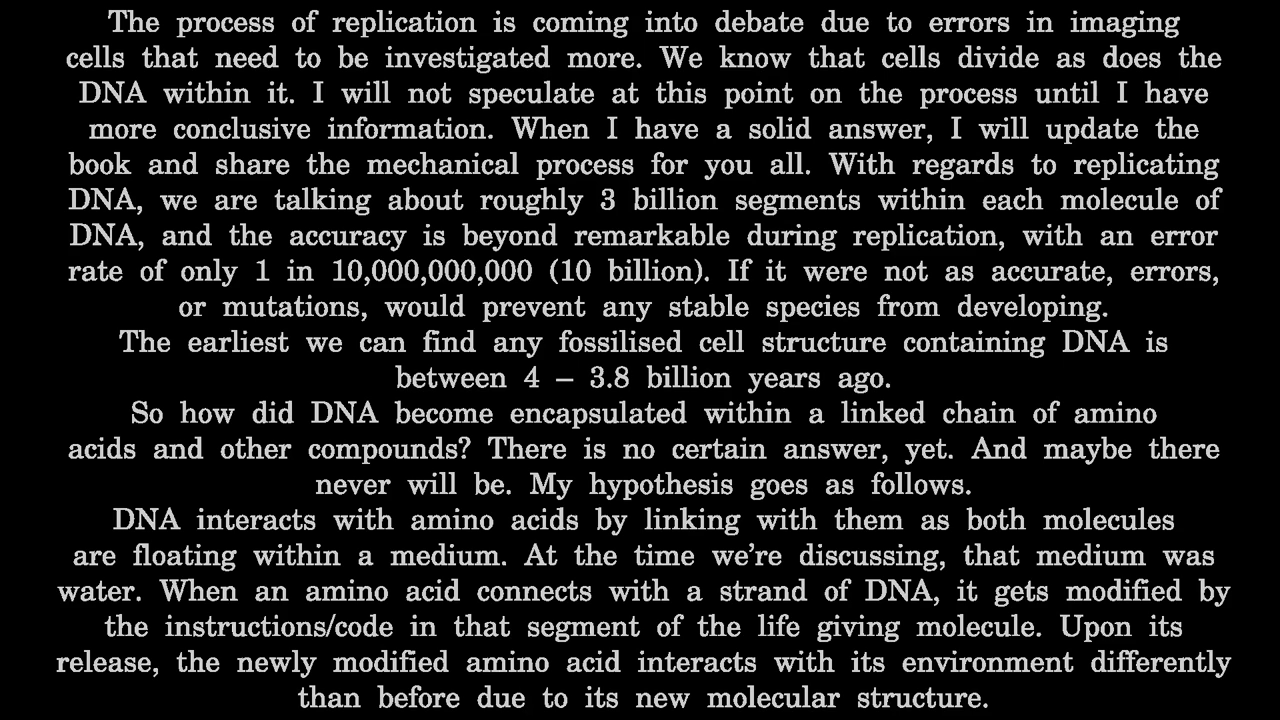 The process of replication is coming into debate due to errors in imaging
cells that need to be investigated more. We know that cells divide as does the
DNA within it. I will not speculate at this point on the process until I have
more conclusive information. When I have a solid answer, I will update the
book and share the mechanical process for you all. With regards to replicating
DNA, we are talking about roughly 3 billion segments within each molecule of
DNA, and the accuracy is beyond remarkable during replication, with an error
rate of only 1 in 10,000,000,000 (10 billion). If it were not as accurate, errors,
or mutations, would prevent any stable species from developing.
The earliest we can find any fossilised cell structure containing DNA is
between 4 – 3.8 billion years ago.
So how did DNA become encapsulated within a linked chain of amino
acids and other compounds? There is no certain answer, yet. And maybe there
never will be. My hypothesis goes as follows.
DNA interacts with amino acids by linking with them as both molecules
are floating within a medium. At the time we're discussing, that medium was
water. When an amino acid connects with a strand of DNA, it gets modified by
the instructions/code in that segment of the life giving molecule. Upon its
release, the newly modified amino acid interacts with its environment differently
than before due to its new molecular structure.